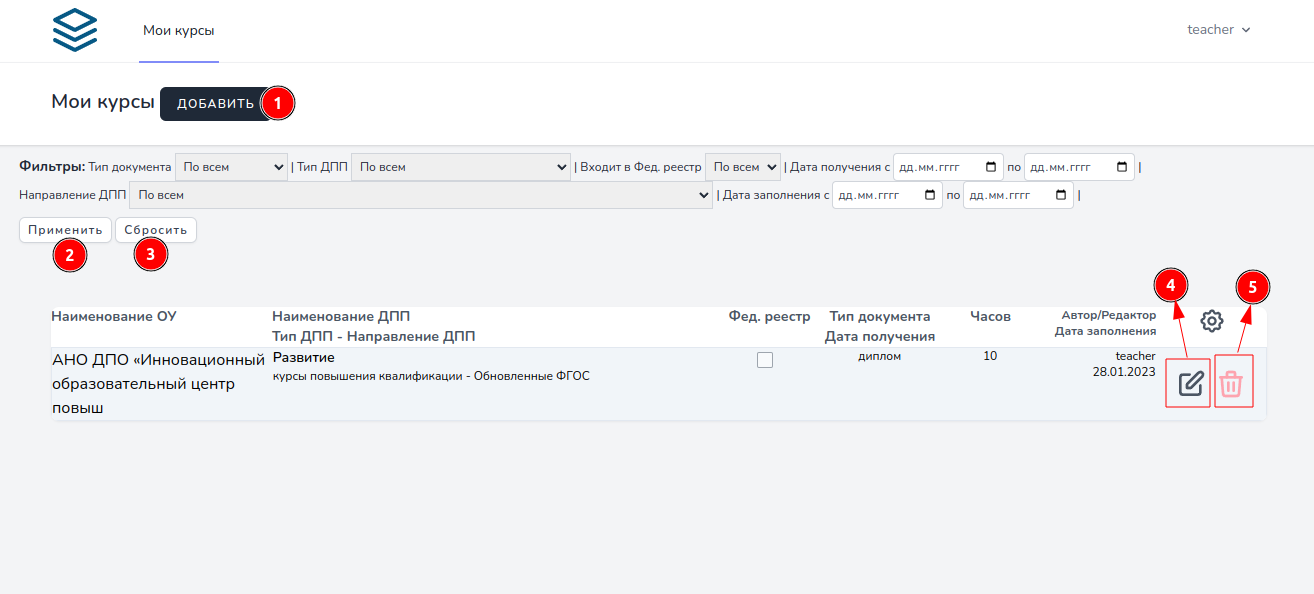 Мои курсы
teacher
Мои курсы ДОБАВИТЬ 1
Фильтры: Тип документа По всем | Тип ДПП По всем | Входит в Фед. реестр По всем | Дата получения с дд.мм.гггг по дд.мм.гггг |
Направление ДПП По всем | Дата заполнения с дд.мм.гггг по дд.мм.гггг |
Применить Сбросить
2 3
4 5
Наименование ОУ Наименование ДПП Фед. реестр Тип документа Часов Автор/Редактор
Тип ДПП - Направление ДПП Дата получения Дата заполнения
АНО ДПО «Инновационный Развитие диплом 10 teacher
курсы повышения квалификации - Обновленные ФГОС 28.01.2023
образовательный центр
повыш